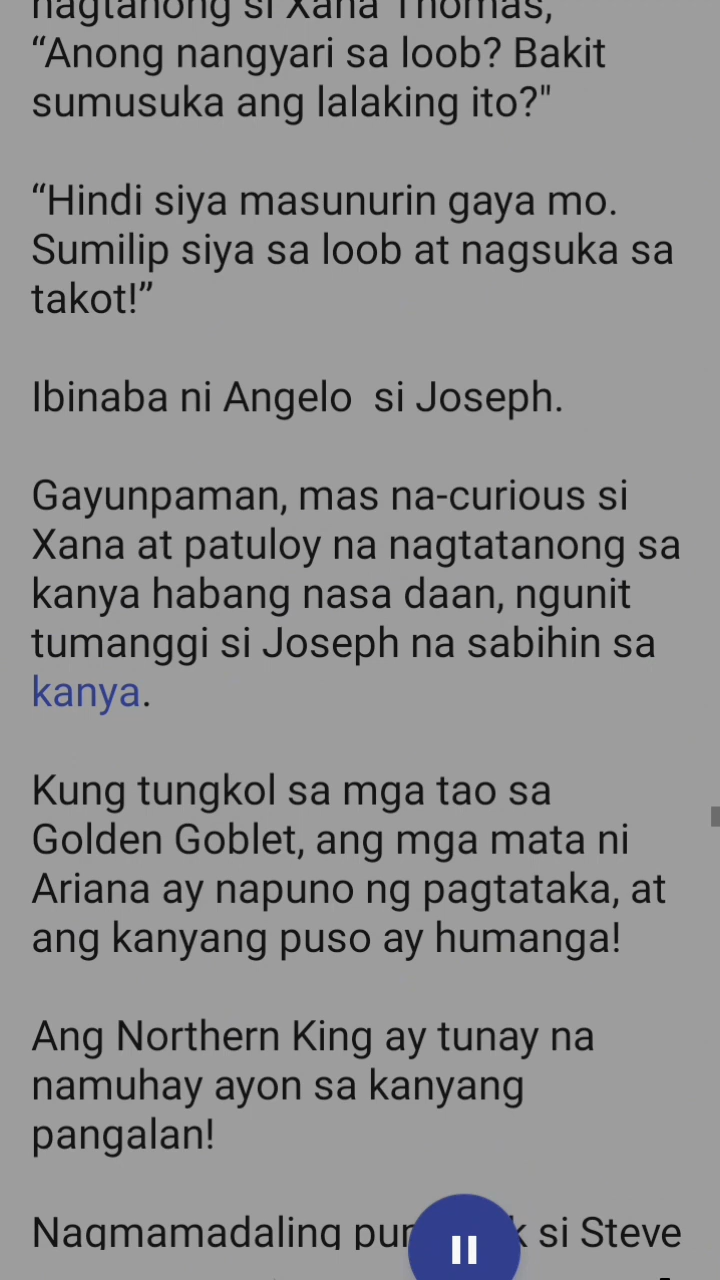 nagtanong si Xana Thomas,
“Anong nangyari sa loob? Bakit
sumusuka ang lalaking ito?"
“Hindi siya masunurin gaya mo.
Sumilip siya sa loob at nagsuka sa
takot!”
Ibinaba ni Angelo  si Joseph.
Gayunpaman, mas na-curious si
Xana at patuloy na nagtatanong sa
kanya habang nasa daan, ngunit
tumanggi si Joseph na sabihin sa
kanya.
Kung tungkol sa mga tao sa
Golden Goblet, ang mga mata ni
Ariana ay napuno ng pagtataka, at
ang kanyang puso ay humanga!
Ang Northern King ay tunay na
namuhay ayon sa kanyang
pangalan!
Nagmamadaling si Steve